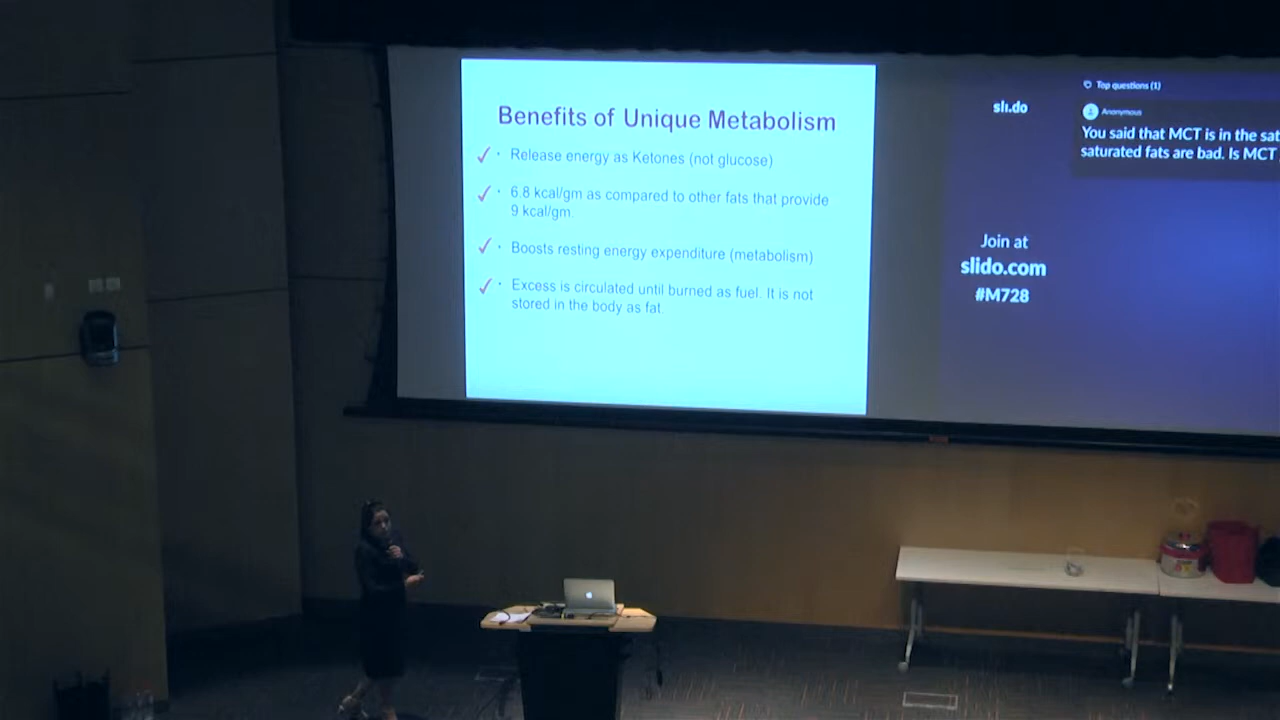 Benefits of Unique Metabolism
Release energy as Ketones (not glucose)
6.8 kcal/gm as compared to other fats that provide
9 kcal/gm.
Boosts resting energy expenditure (metabolism)
Excess is circulated until burned as fuel. It is not
stored in the body as fat.
sli.do
Join at
slido.com
#M728
Top questions (1)
Anonymous
You said that MCT is in the sat
saturated fats are bad. Is MCT